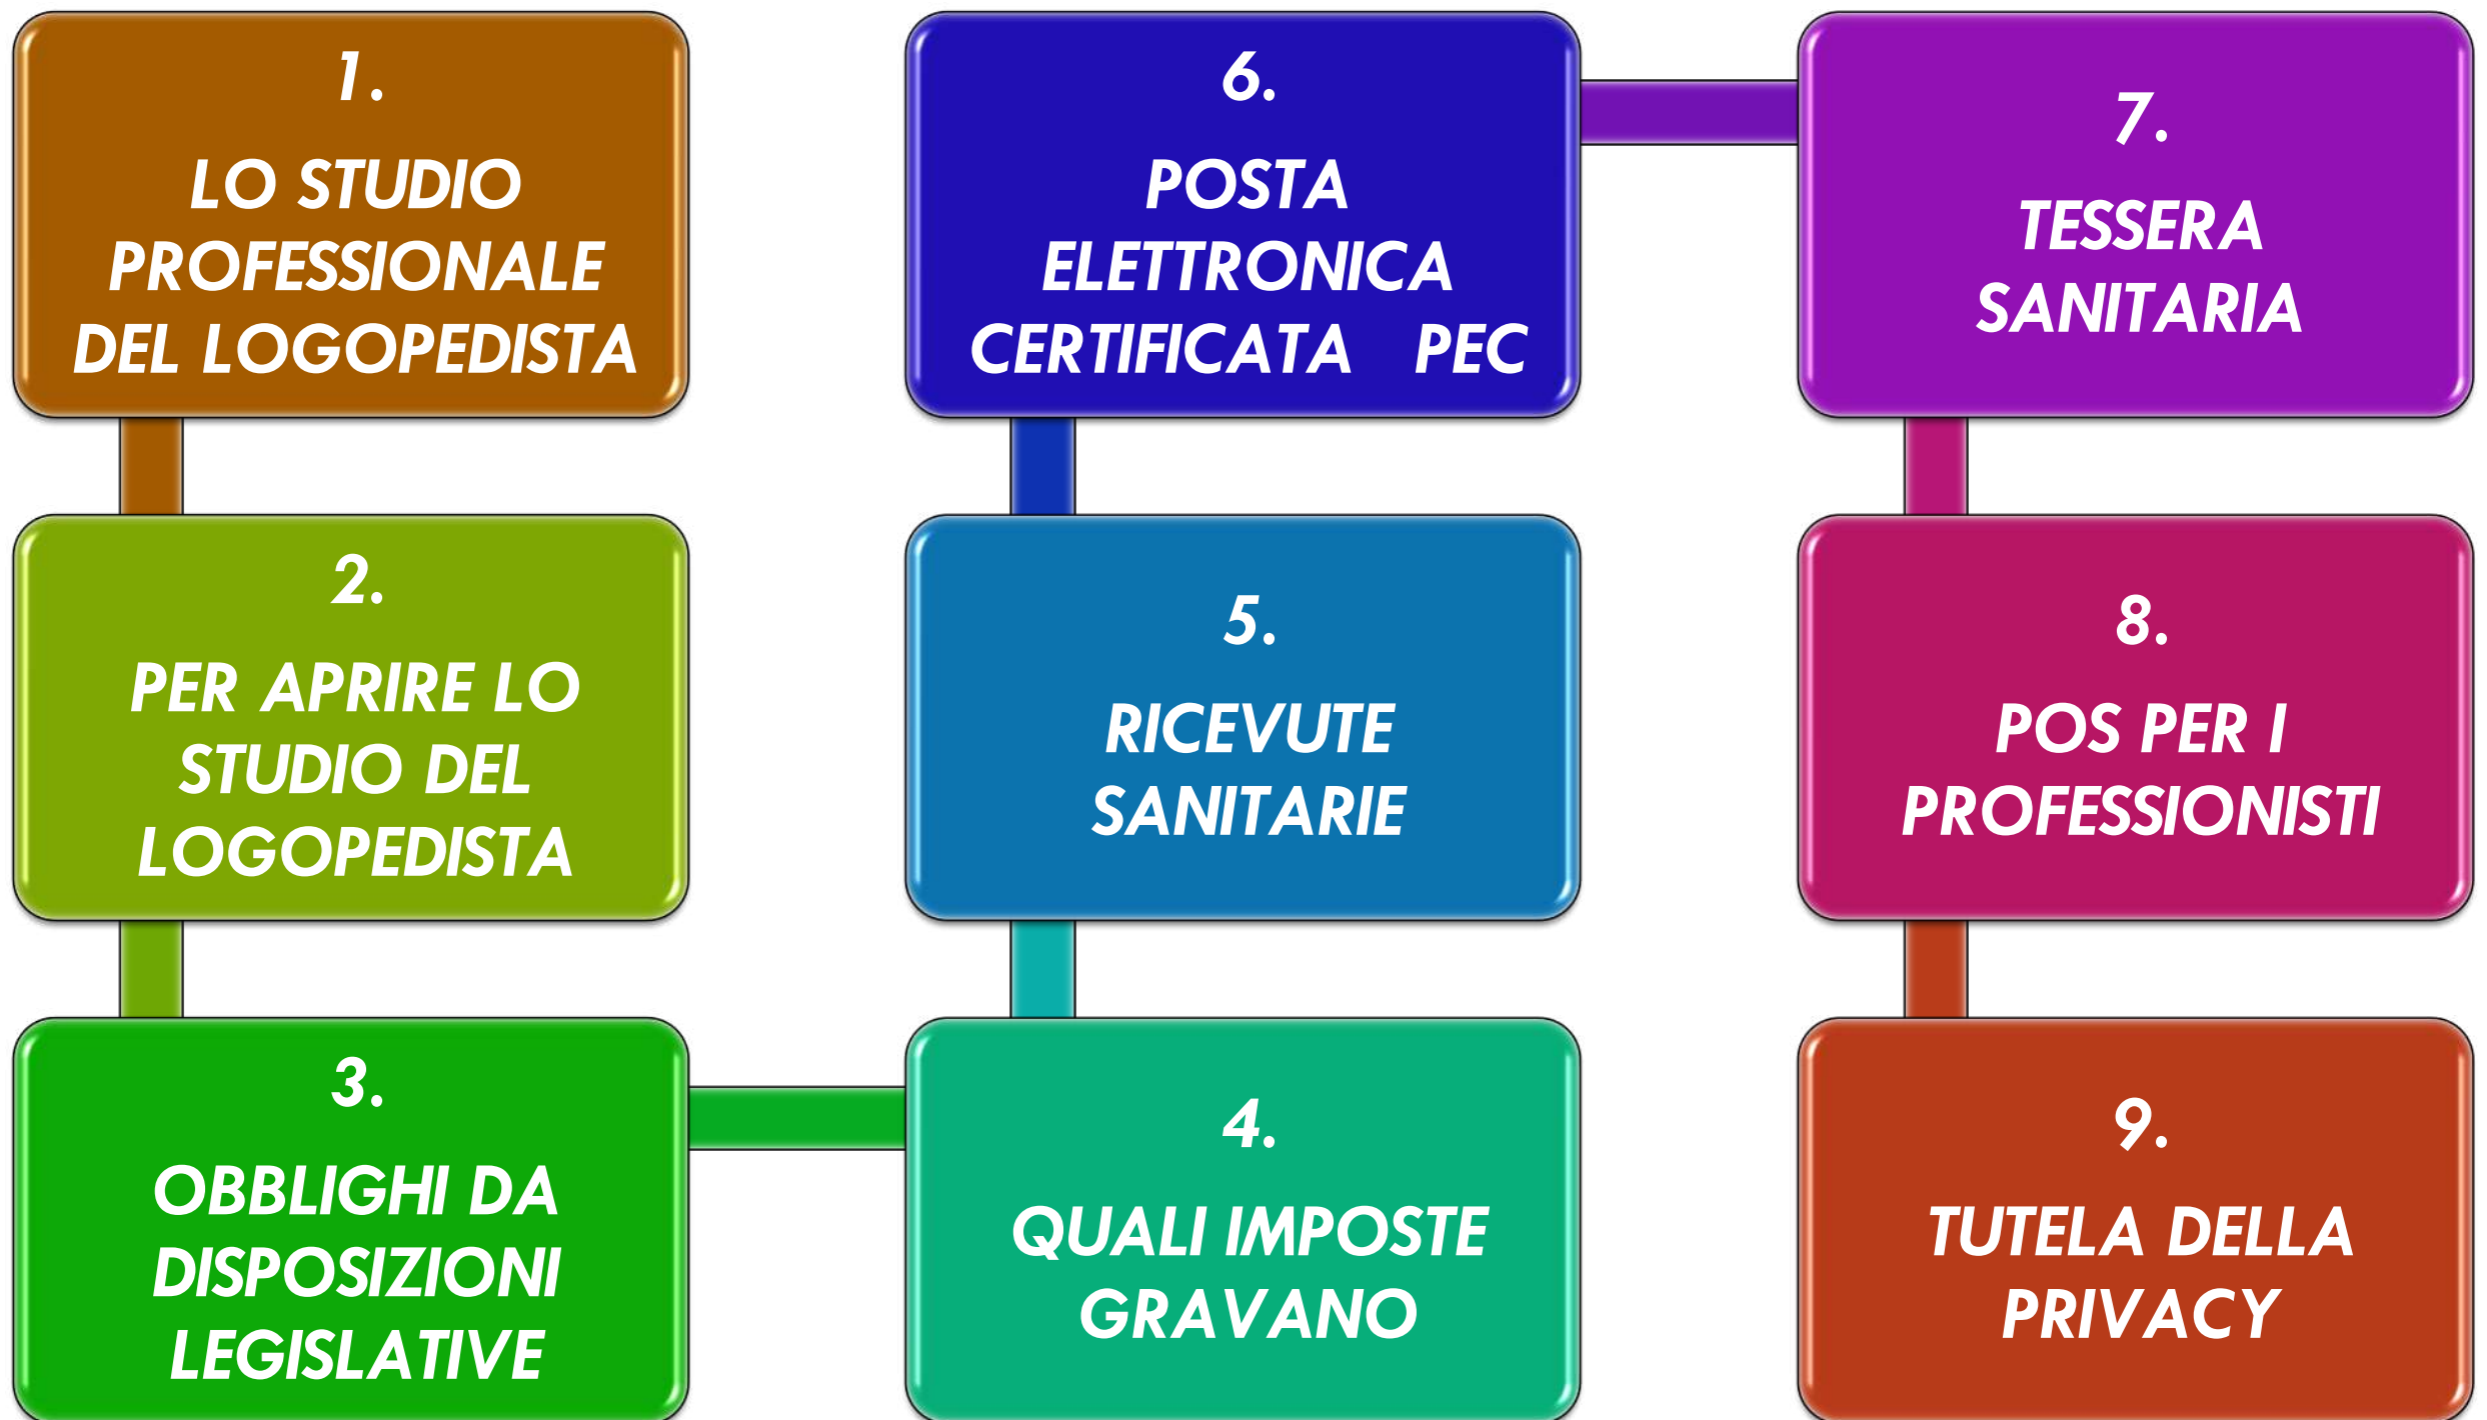 1.
LO STUDIO
PROFESSIONALE
DEL LOGOPEDISTA
2.
PER APRIRE LO
STUDIO DEL
LOGOPEDISTA
3.
OBBLIGHI DA
DISPOSIZIONI
LEGISLATIVE
4.
QUALI IMPOSTE
GRAVANO
5.
RICEVUTE
SANITARIE
6.
POSTA
ELETTRONICA
CERTIFICATA PEC
7.
TESSERA
SANITARIA
8.
POS PER I
PROFESSIONISTI
9.
TUTELA DELLA
PRIVACY